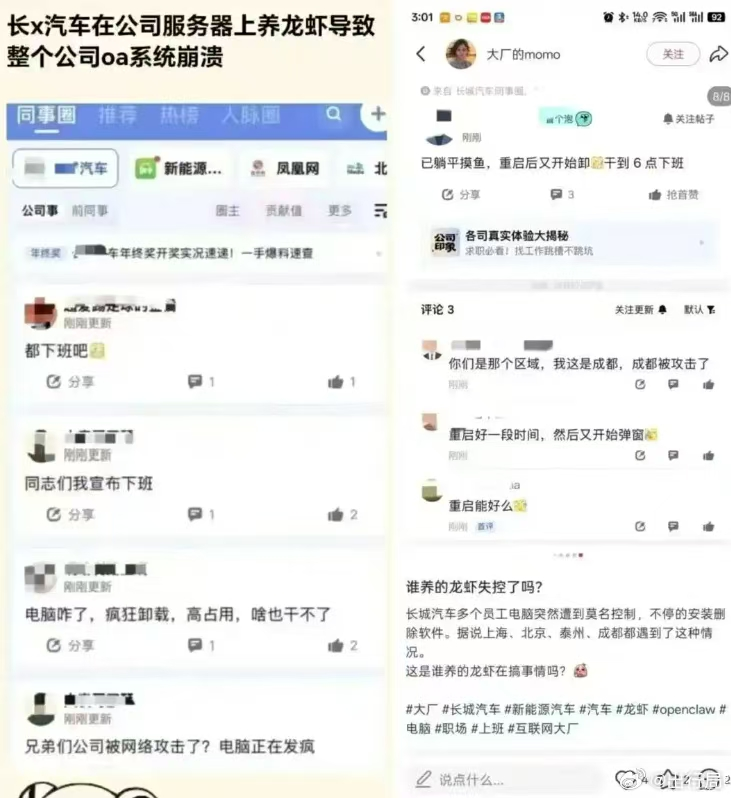 长x汽车在公司服务器上养龙虾导致
整个公司oa系统崩溃
同事圈 推荐 热榜 人脉圈
汽车 新能源... 凤凰网 北
公司事 前同事 圈主 贡献值 更多
年终奖 车年终奖开奖实况速递！一手爆料速查
刚刚更新
都下班吧
分享 1 1
刚刚更新
同志们我宣布下班
分享 1 2
刚刚更新
电脑咋了，疯狂卸载，高占用，啥也干不了
分享 1 2
刚刚更新
兄弟们公司被网络攻击了？电脑正在发疯
3:01 92
大厂的momo 关注
来自 长城汽车同事圈
8/8
个泡 关注帖子
刚刚
已躺平摸鱼，重启后又开始卸 干到 6 点下班
分享 3 抢首赞
公司印象
各司真实体验大揭秘
求职必看！找工作跳槽不跳坑
评论 3 关注更新 默认
你们是那个区域，我这是成都，成都被攻击了
刚刚
重启好一段时间，然后又开始弹窗
刚刚
重启能好么
刚刚 首评
谁养的龙虾失控了吗？
长城汽车多个员工电脑突然遭到莫名控制，不停的安装删
除软件。据说上海、北京、泰州、成都都遇到了这种情
况。
这是谁养的龙虾在搞事情吗？
#大厂 #长城汽车 #新能源汽车 #汽车 #龙虾 #openclaw #
电脑 #职场 #上班 #互联网大厂
说点什么... 4 2 2